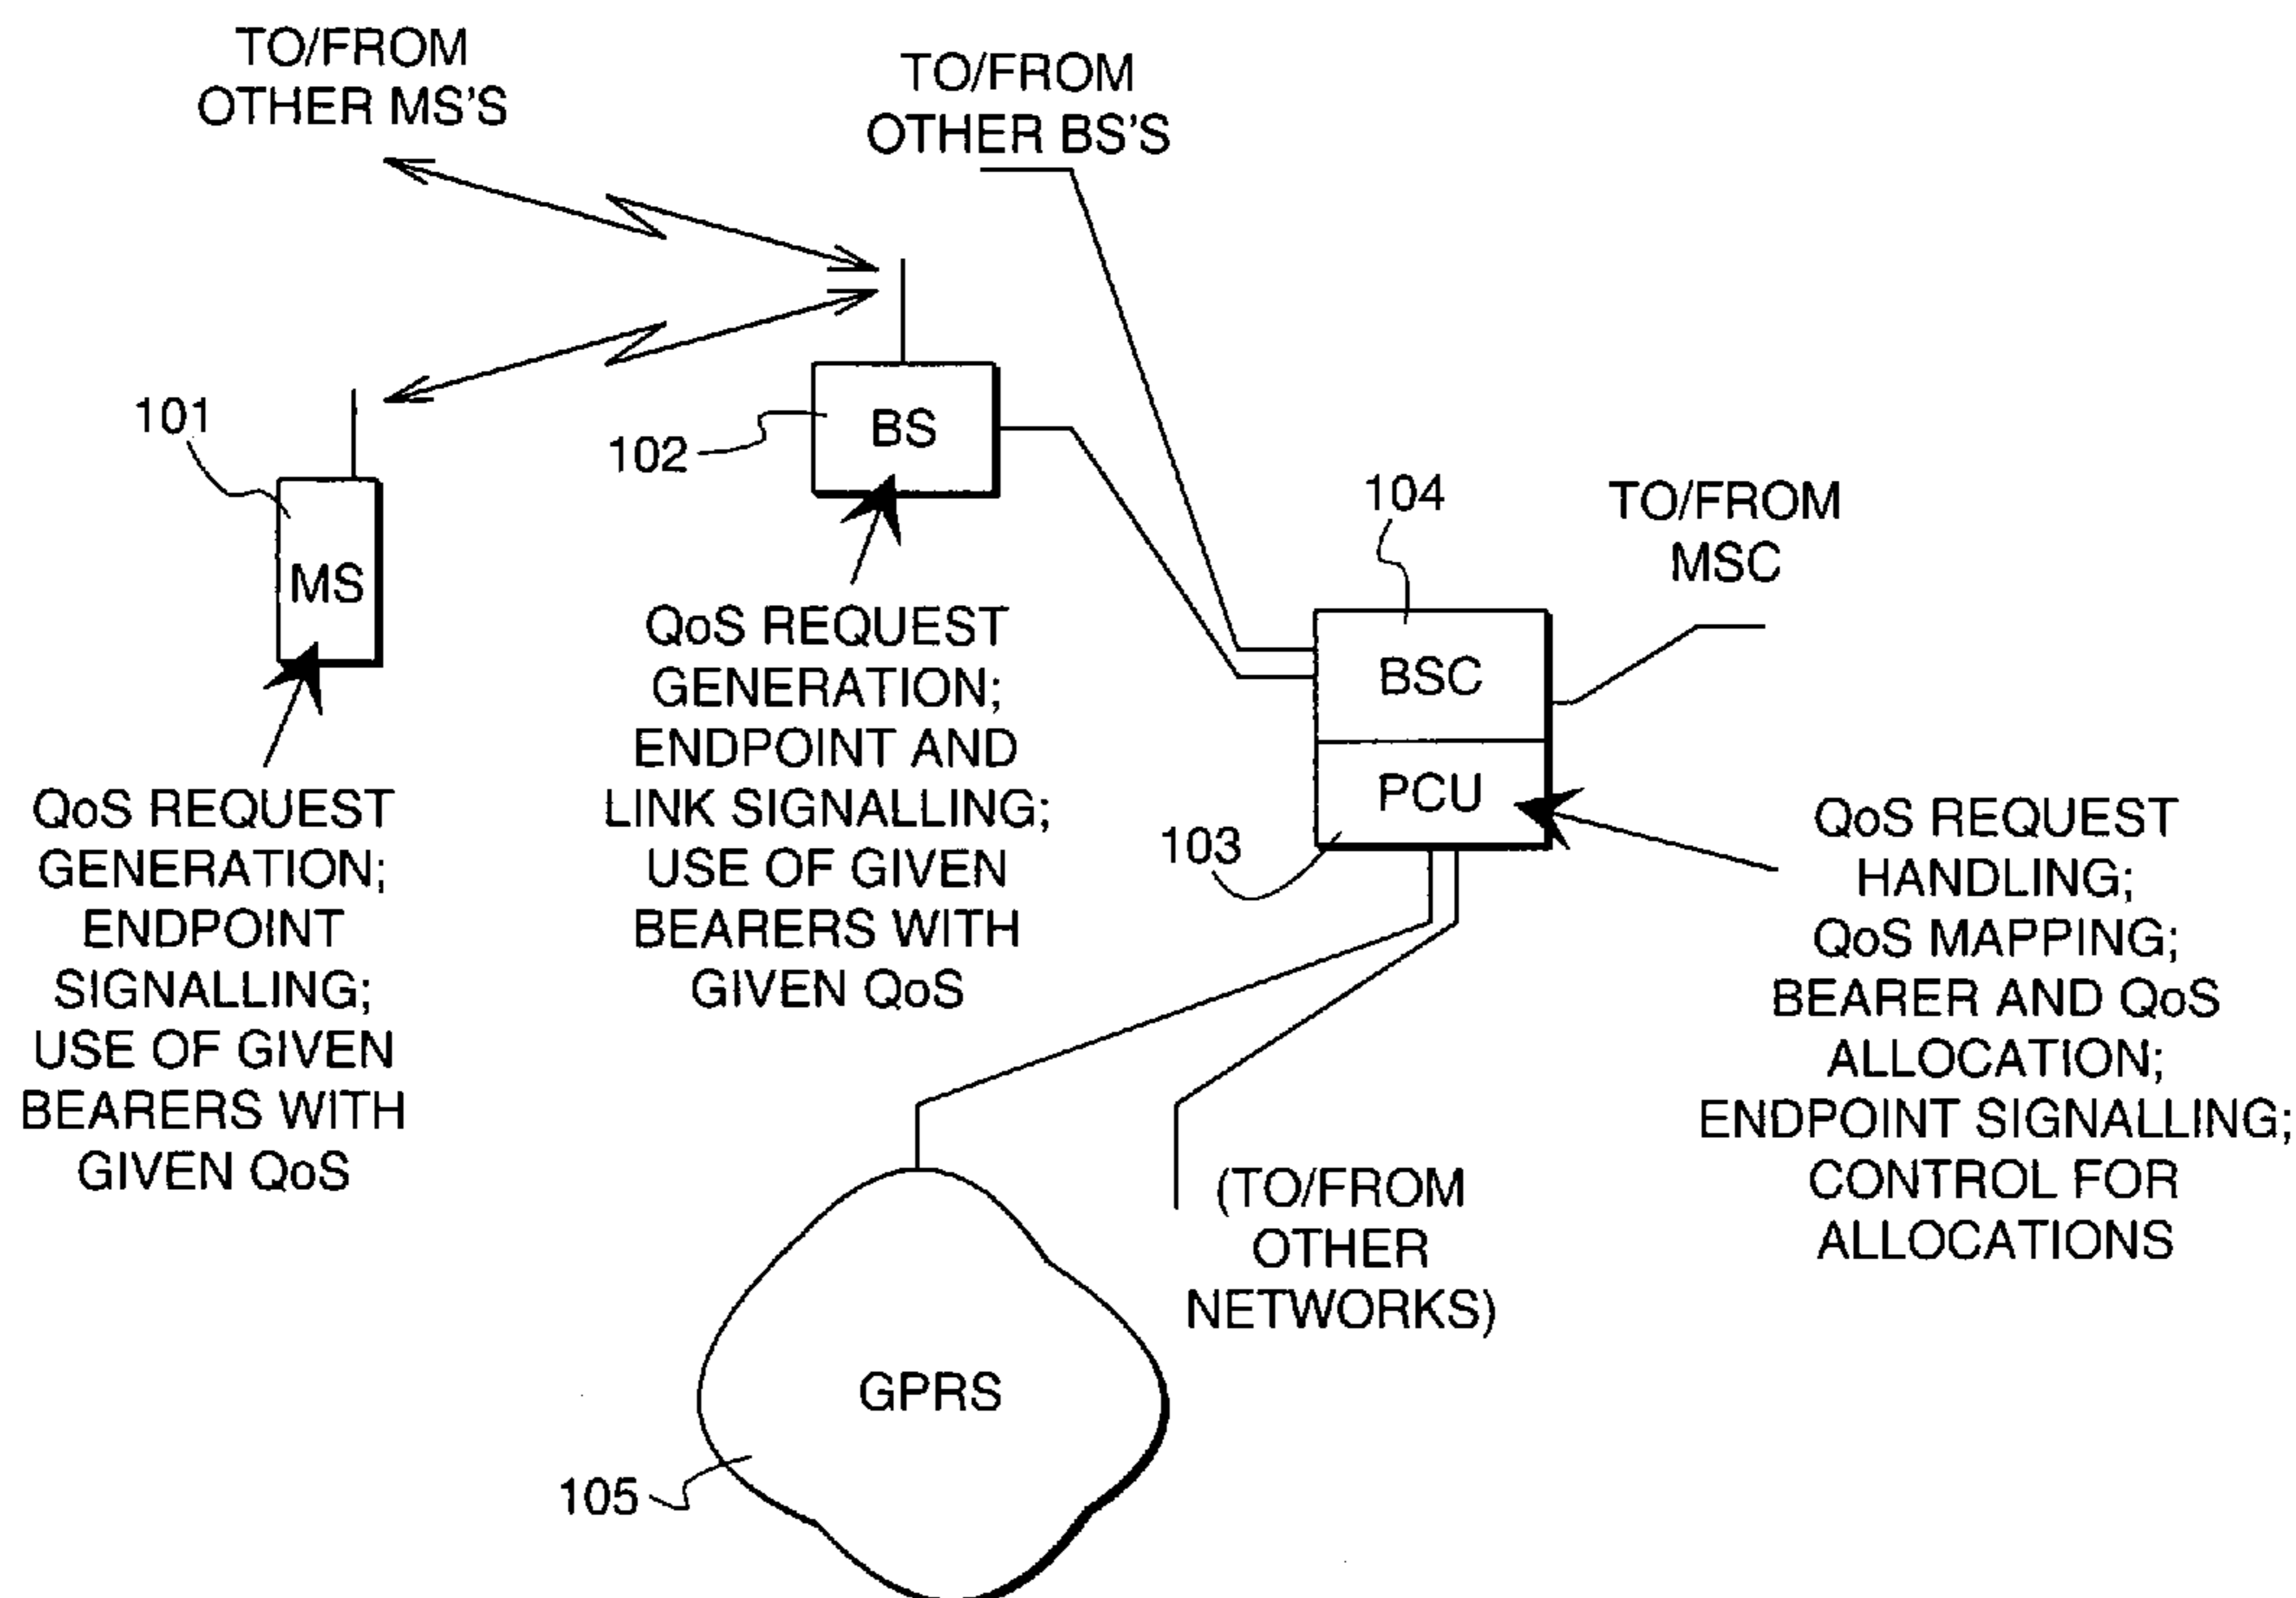 TO/FROM
OTHER MS'S
TO/FROM
OTHER BS'S
101
MS
102
BS
104
TO/FROM
MSC
BSC
PCU
103
QoS REQUEST
GENERATION;
ENDPOINT
SIGNALLING;
USE OF GIVEN
BEARERS WITH
GIVEN QoS
QoS REQUEST
GENERATION;
ENDPOINT AND
LINK SIGNALLING;
USE OF GIVEN
BEARERS WITH
GIVEN QoS
QoS REQUEST
HANDLING;
QoS MAPPING;
BEARER AND QoS
ALLOCATION;
ENDPOINT SIGNALLING;
CONTROL FOR
ALLOCATIONS
(TO/FROM
OTHER
NETWORKS)
GPRS
105